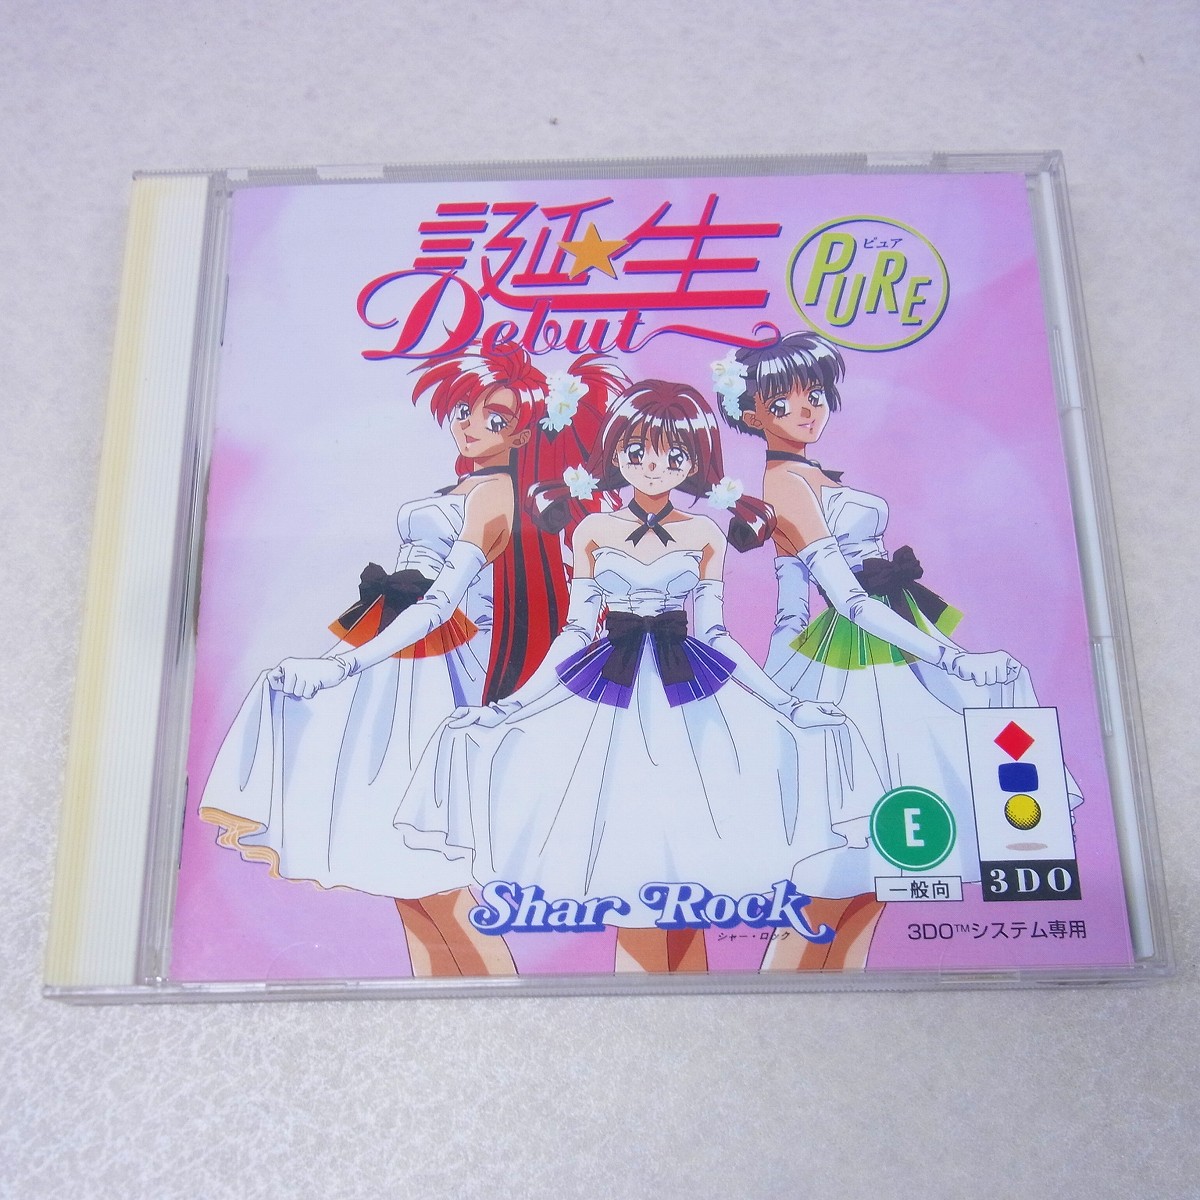 誕★生
Debut
ピュア
PURE
E
一般向
3DO
Shar Rock
シャー・ロック
3DO™システム専用